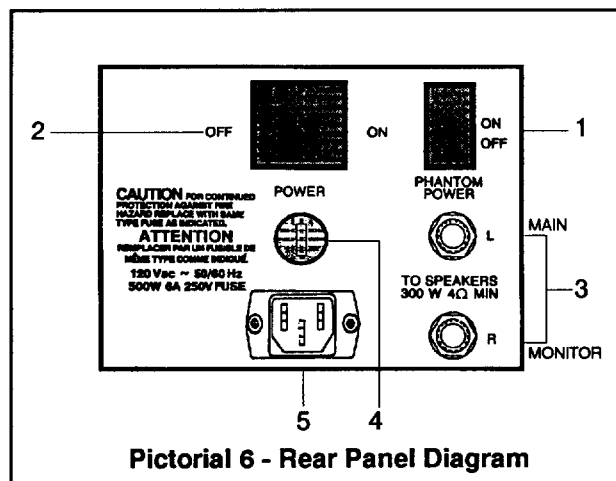 2
OFF
ON
ON
OFF
1
POWER
PHANTOM
POWER
CAUTION FOR CONTINUED
PROTECTION AGAINST FIRE
HAZARD REPLACE WITH SAME
TYPE FUSE AS INDICATED.
ATTENTION
REMPLACER PAR UN FUSIBLE DE
MÊME TYPE COMME INDIQUÉ.
120 Vac ~ 50/60 Hz
500W 6A 250V FUSE
L
MAIN
TO SPEAKERS
300 W 4Ω MIN
3
R
MONITOR
5
4
Pictorial 6 - Rear Panel Diagram